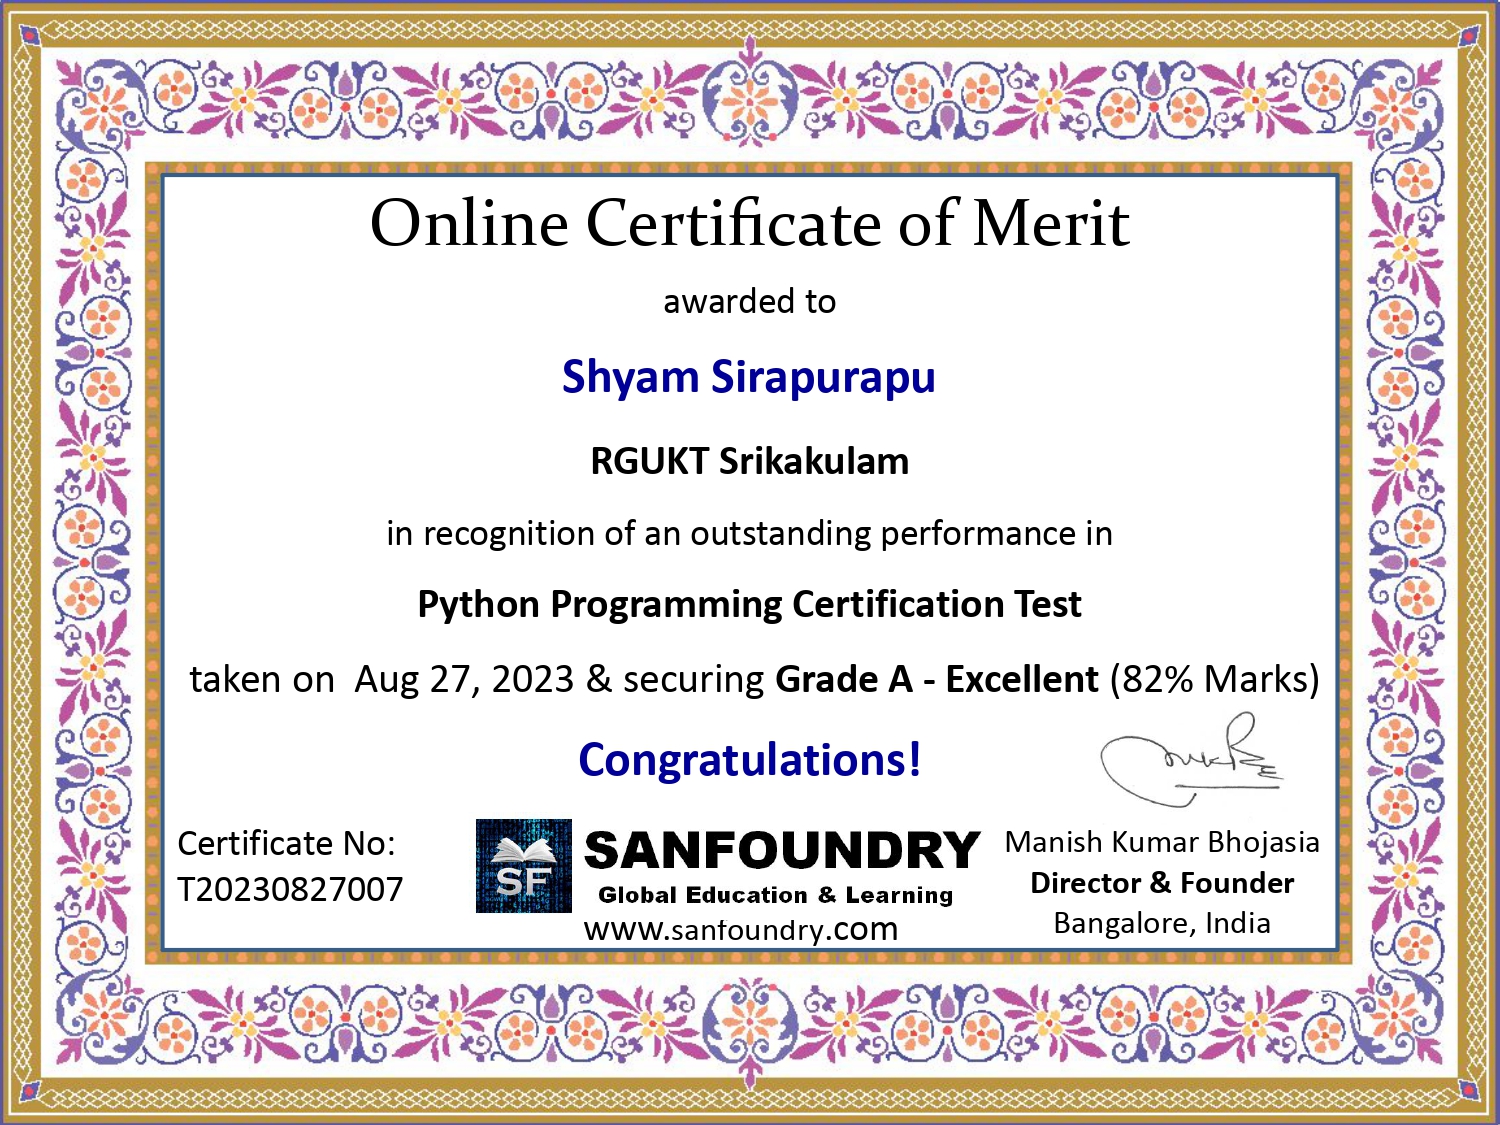 Online Certificate of Merit
awarded to
Shyam Sirapurapu
RGUKT Srikakulam
in recognition of an outstanding performance in
Python Programming Certification Test
taken on  Aug 27, 2023 & securing Grade A - Excellent (82% Marks)
Congratulations!
Certificate No:
T20230827007
SF
SANFOUNDRY
Global Education & Learning
www.sanfoundry.com
Manish Kumar Bhojasia
Director & Founder
Bangalore, India